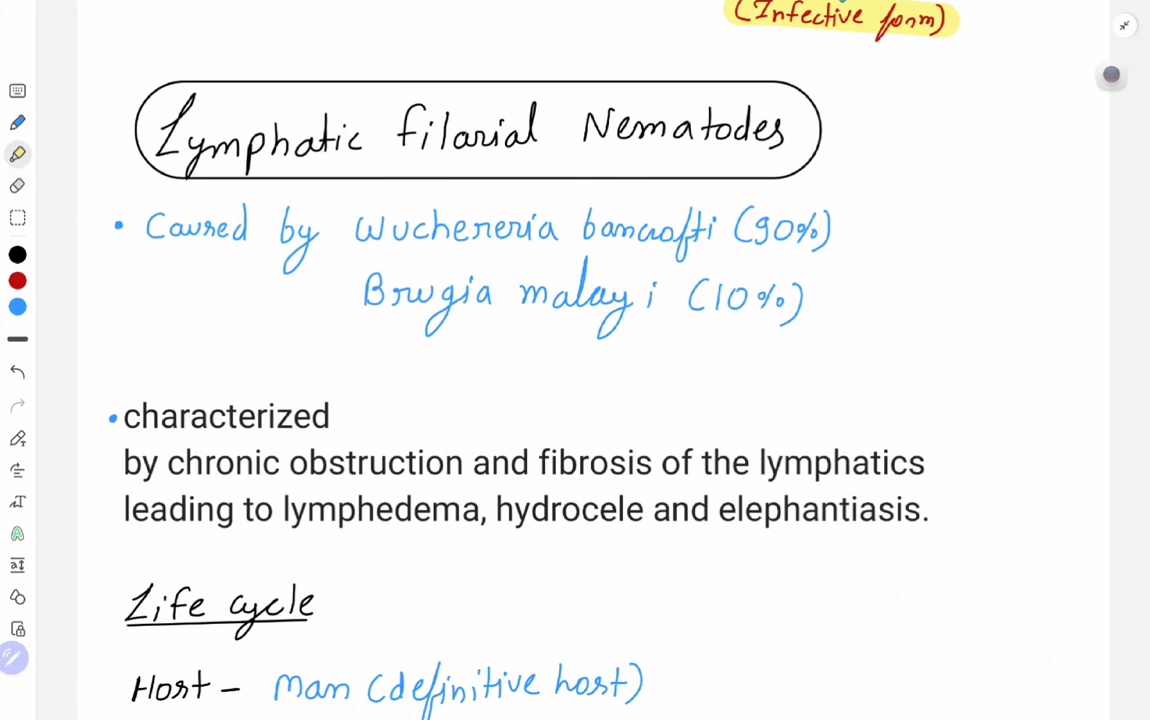 (Infective form)
Lymphatic filarial Nematodes
• Caused by Wuchereria bancrofti (90%)
Brugia malayi (10%)
• characterized
by chronic obstruction and fibrosis of the lymphatics
leading to lymphedema, hydrocele and elephantiasis.
Life cycle
Host - Man (definitive host)